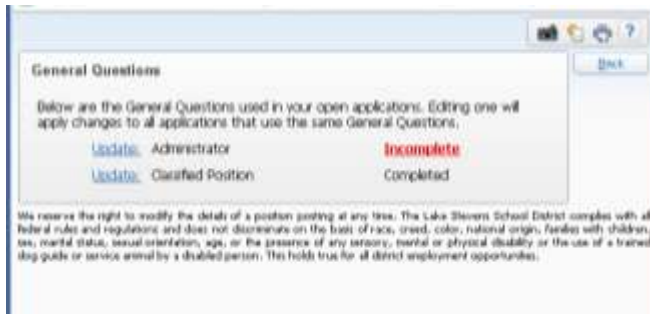 General Questions
Back
Below are the General Questions used in your open applications. Editing one will
apply changes to all applications that use the same General Questions.
Update Administrator Incomplete
Update Classified Position Completed
We reserve the right to modify the details of a position posting at any time. The Lake Stevens School District complies with all
federal rules and regulations and does not discriminate on the basis of race, creed, color, national origin, families with children,
sex, marital status, sexual orientation, age, or the presence of any sensory, mental or physical disability or the use of a trained
dog guide or service animal by a disabled person. This holds true for all district employment opportunities.